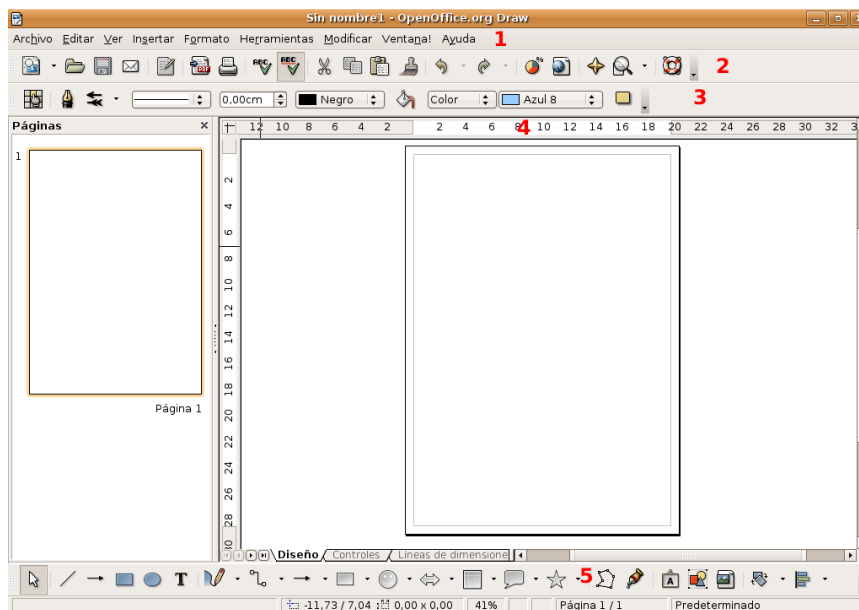 Sin nombre1 - OpenOffice.org Draw
Archivo Editar Ver Insertar Formato Herramientas Modificar Ventana! Ayuda 1
ABC ABC 2
0,00cm Negro Color Azul 8 3
Páginas x
12 10 8 6 4 2 2 4 6 8 10 12 14 16 18 20 22 24 26 28 30 32 3
4
1
2
4
6
8
10
12
14
16
18
20
22
24
26
28
30
Página 1
Diseño Controles Líneas de dimensione
T 5 A
-11,73 / 7,04 0,00 x 0,00 41% Página 1 / 1 Predeterminado